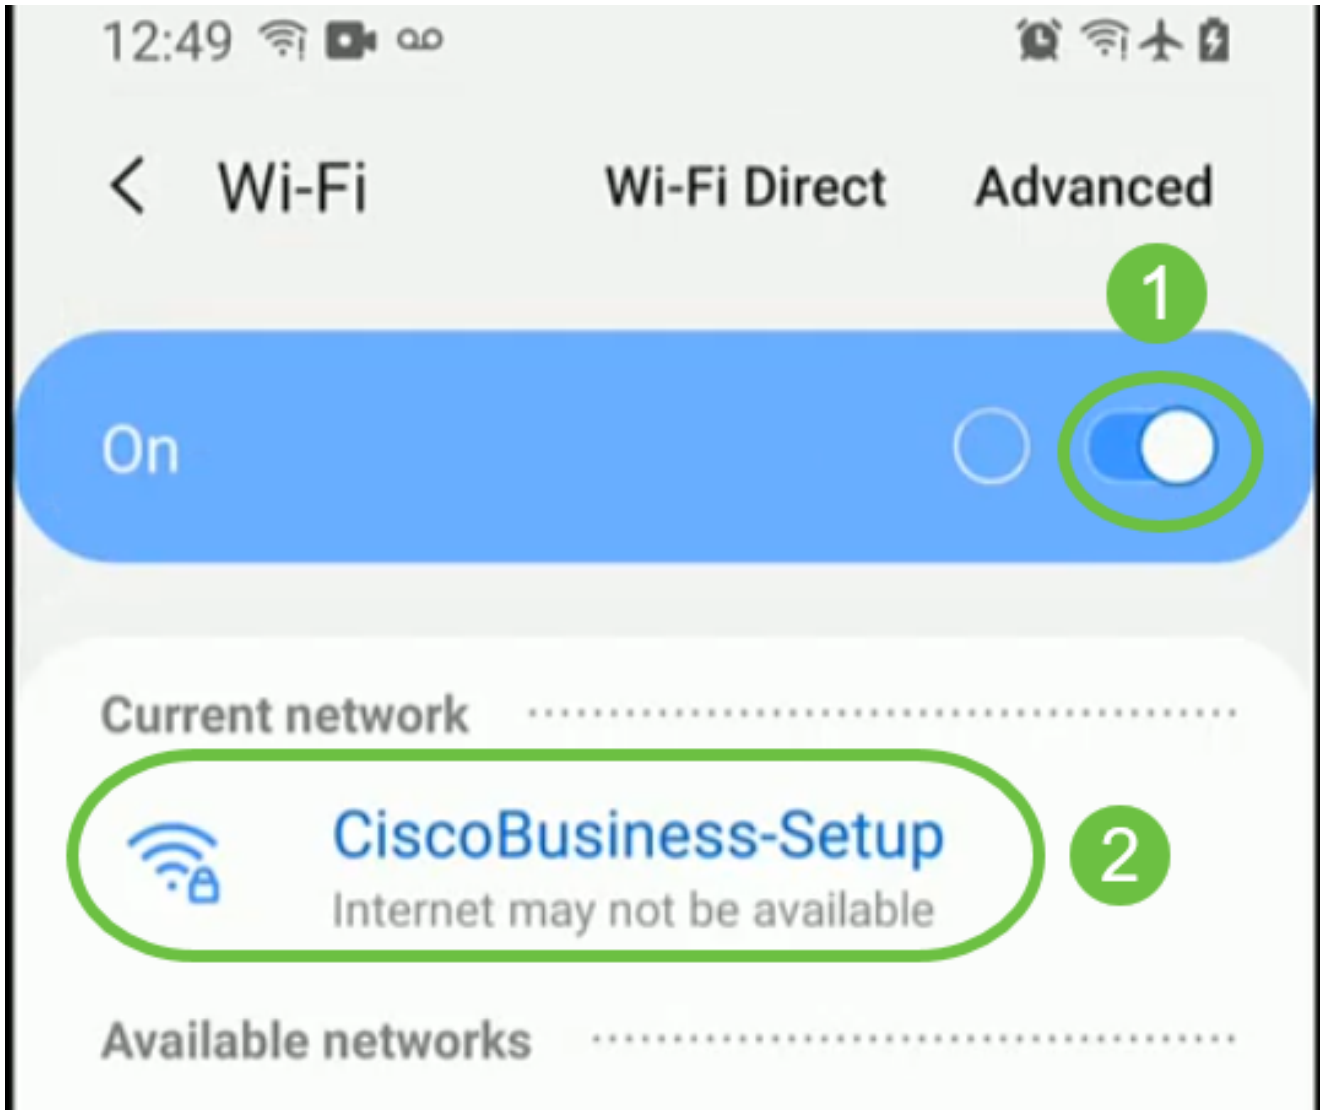 12:49
Wi-Fi Wi-Fi Direct Advanced
1
On
Current network
CiscoBusiness-Setup
2
Internet may not be available
Available networks